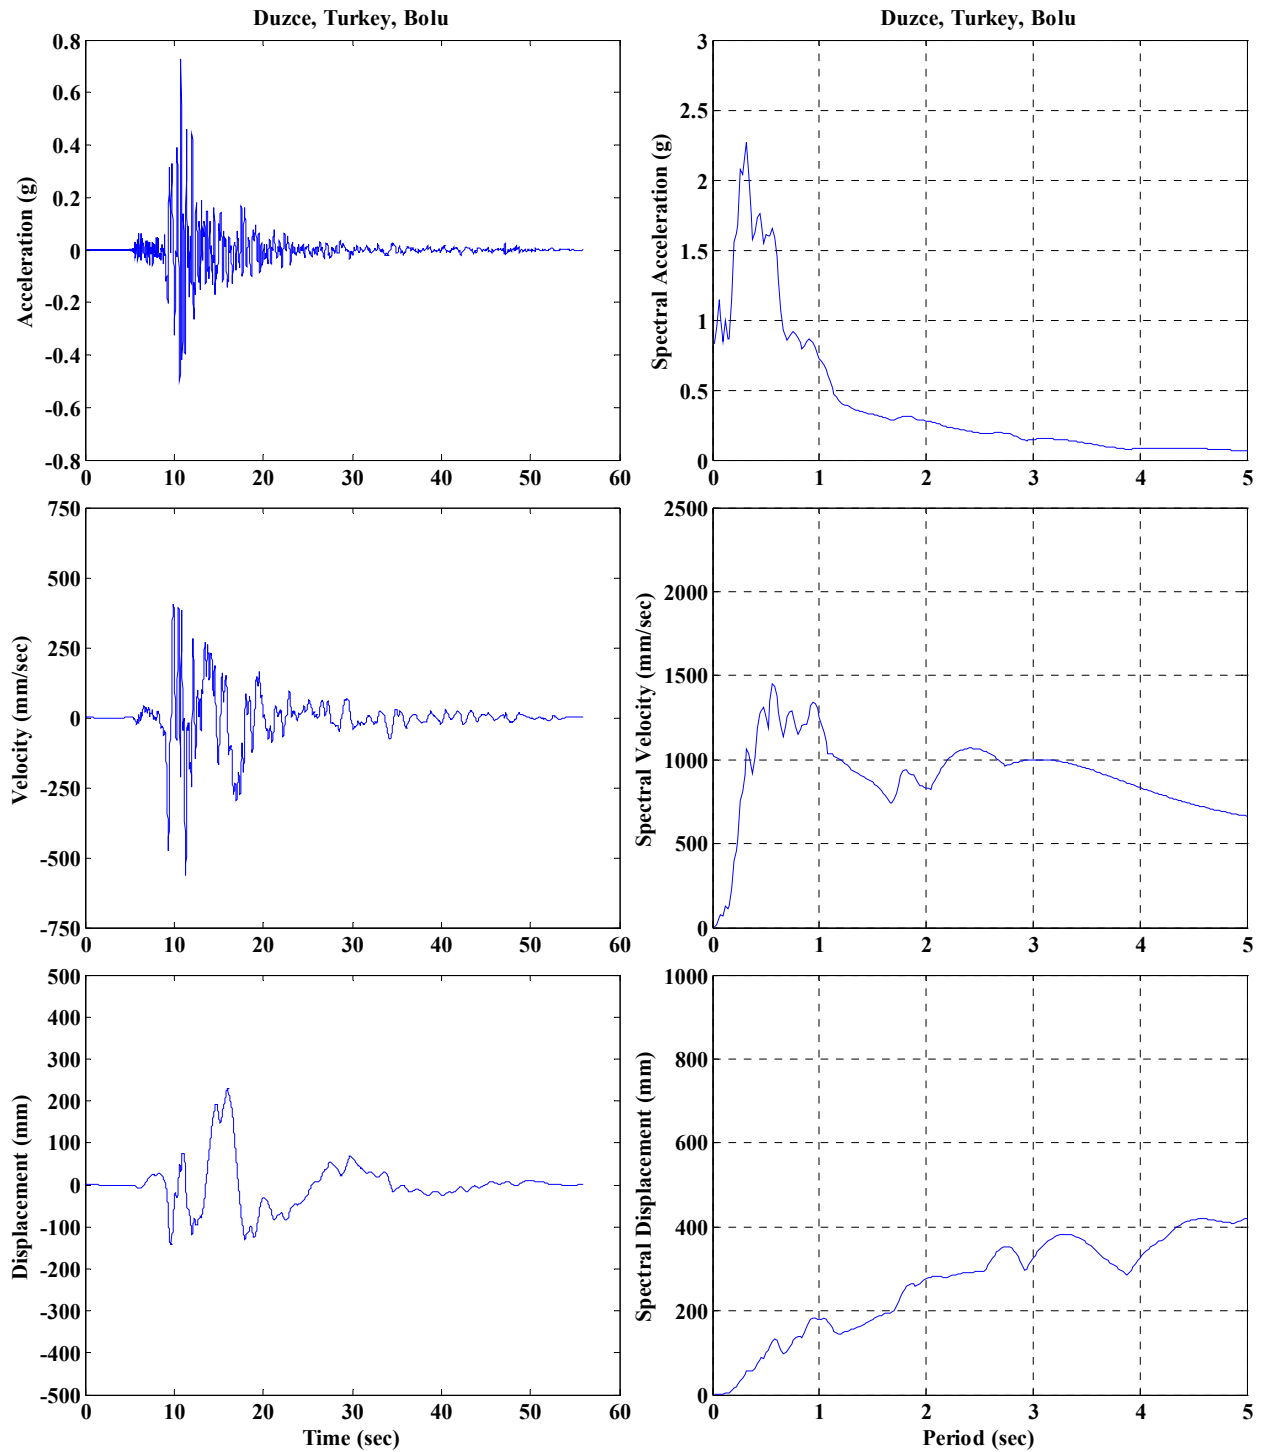 Duzce, Turkey, Bolu
Acceleration (g)
0.8
0.6
0.4
0.2
0
-0.2
-0.4
-0.6
-0.8
0 10 20 30 40 50 60
Duzce, Turkey, Bolu
Spectral Acceleration (g)
3
2.5
2
1.5
1
0.5
0
0 1 2 3 4 5
Velocity (mm/sec)
750
500
250
0
-250
-500
-750
0 10 20 30 40 50 60
Spectral Velocity (mm/sec)
2500
2000
1500
1000
500
0
0 1 2 3 4 5
Displacement (mm)
500
400
300
200
100
0
-100
-200
-300
-400
-500
0 10 20 30 40 50 60
Time (sec)
Spectral Displacement (mm)
1000
800
600
400
200
0
0 1 2 3 4 5
Period (sec)